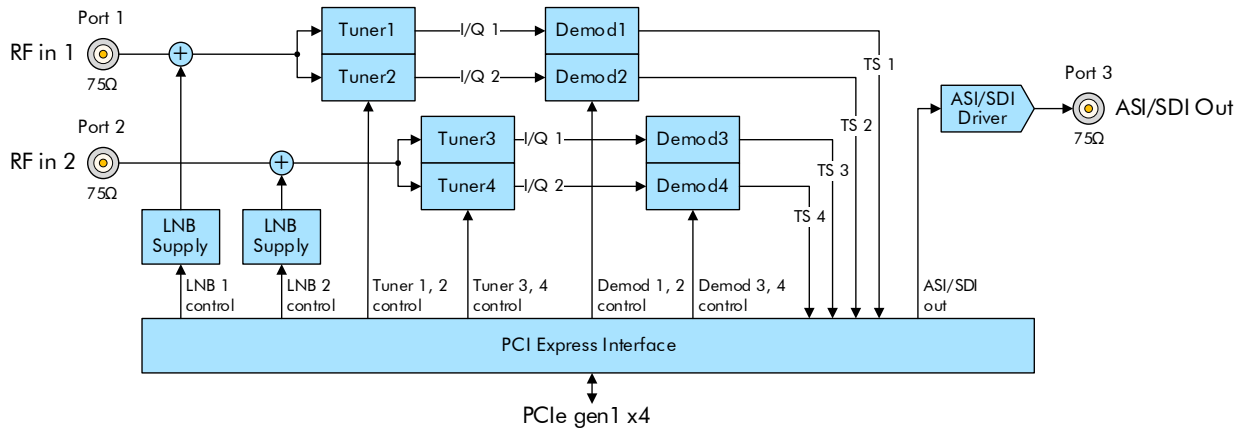 Port 1
RF in 1
75Ω
Port 2
RF in 2
75Ω
LNB
Supply
LNB
Supply
Tuner1
Tuner2
I/Q 1
I/Q 2
Demod1
Demod2
Tuner3
Tuner4
I/Q 1
I/Q 2
Demod3
Demod4
TS 1
TS 2
TS 3
TS 4
ASI/SDI
Driver
Port 3
ASI/SDI Out
75Ω
LNB 1
control
LNB 2
control
Tuner 1, 2
control
Tuner 3, 4
control
Demod 1, 2
control
Demod 3, 4
control
ASI/SDI
out
PCI Express Interface
PCIe gen1 x4